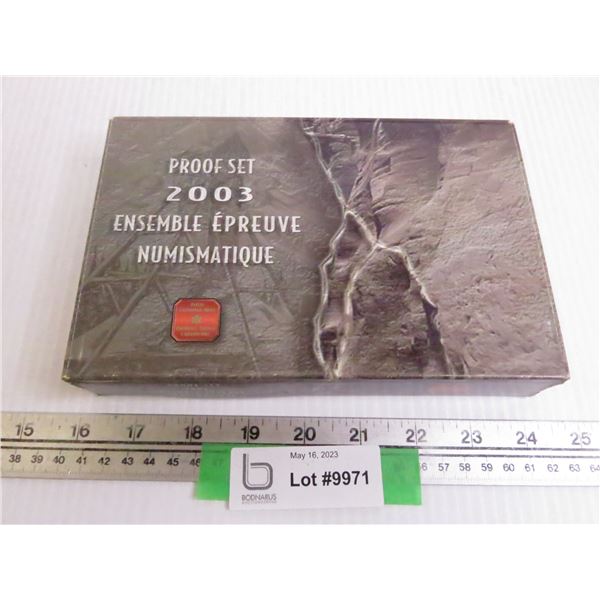 PROOF SET
2003
ENSEMBLE ÉPREUVE
NUMISMATIQUE
15 16 17 18 19 20 21 22 23 24 25
38 39 40 41 42 43 44 45 46 57 58 59 60 61 62 63 64
May 16, 2023
Lot #9971
BODNARUS
AUCTIONEERING